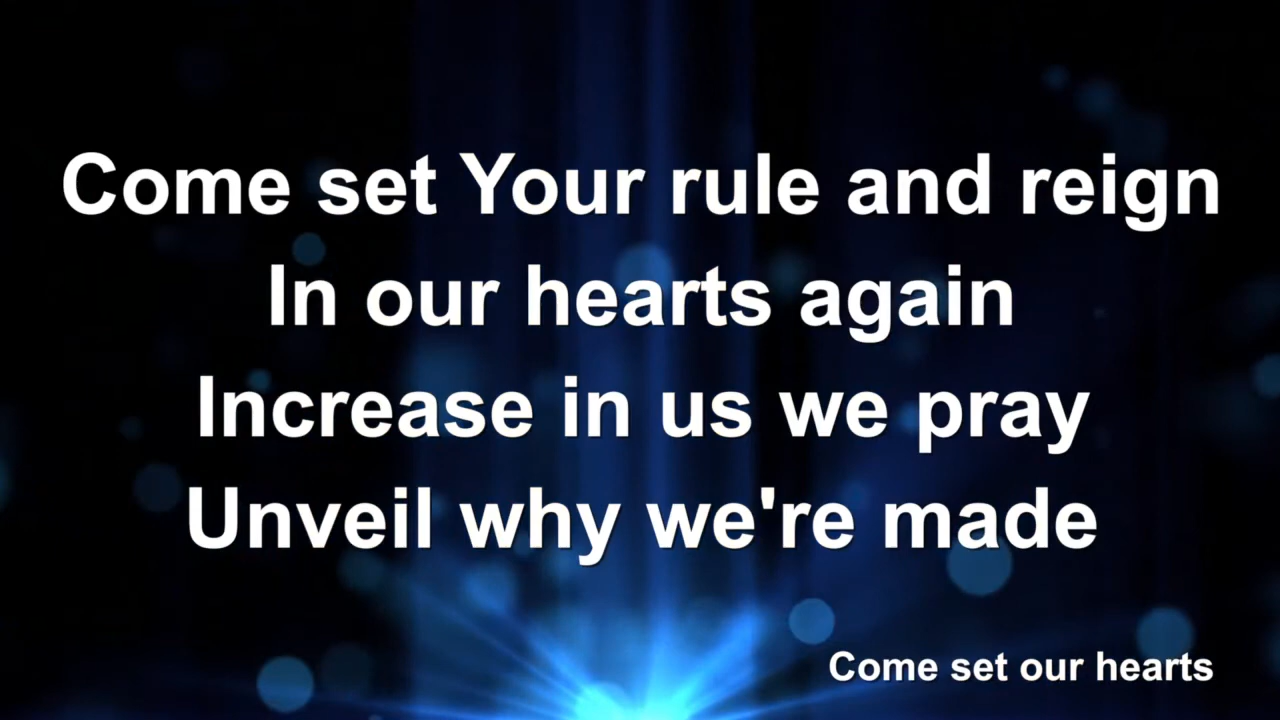 Come set Your rule and reign
In our hearts again
Increase in us we pray
Unveil why we're made
Come set our hearts